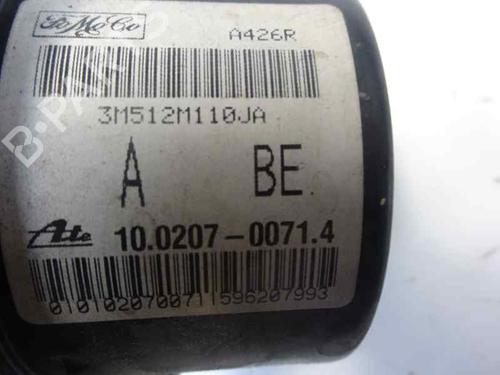 FoMoCo A426R
3M512M110JA
A BE
Ate 10.0207-0071.4
0101020700711596207993
B-PARTS